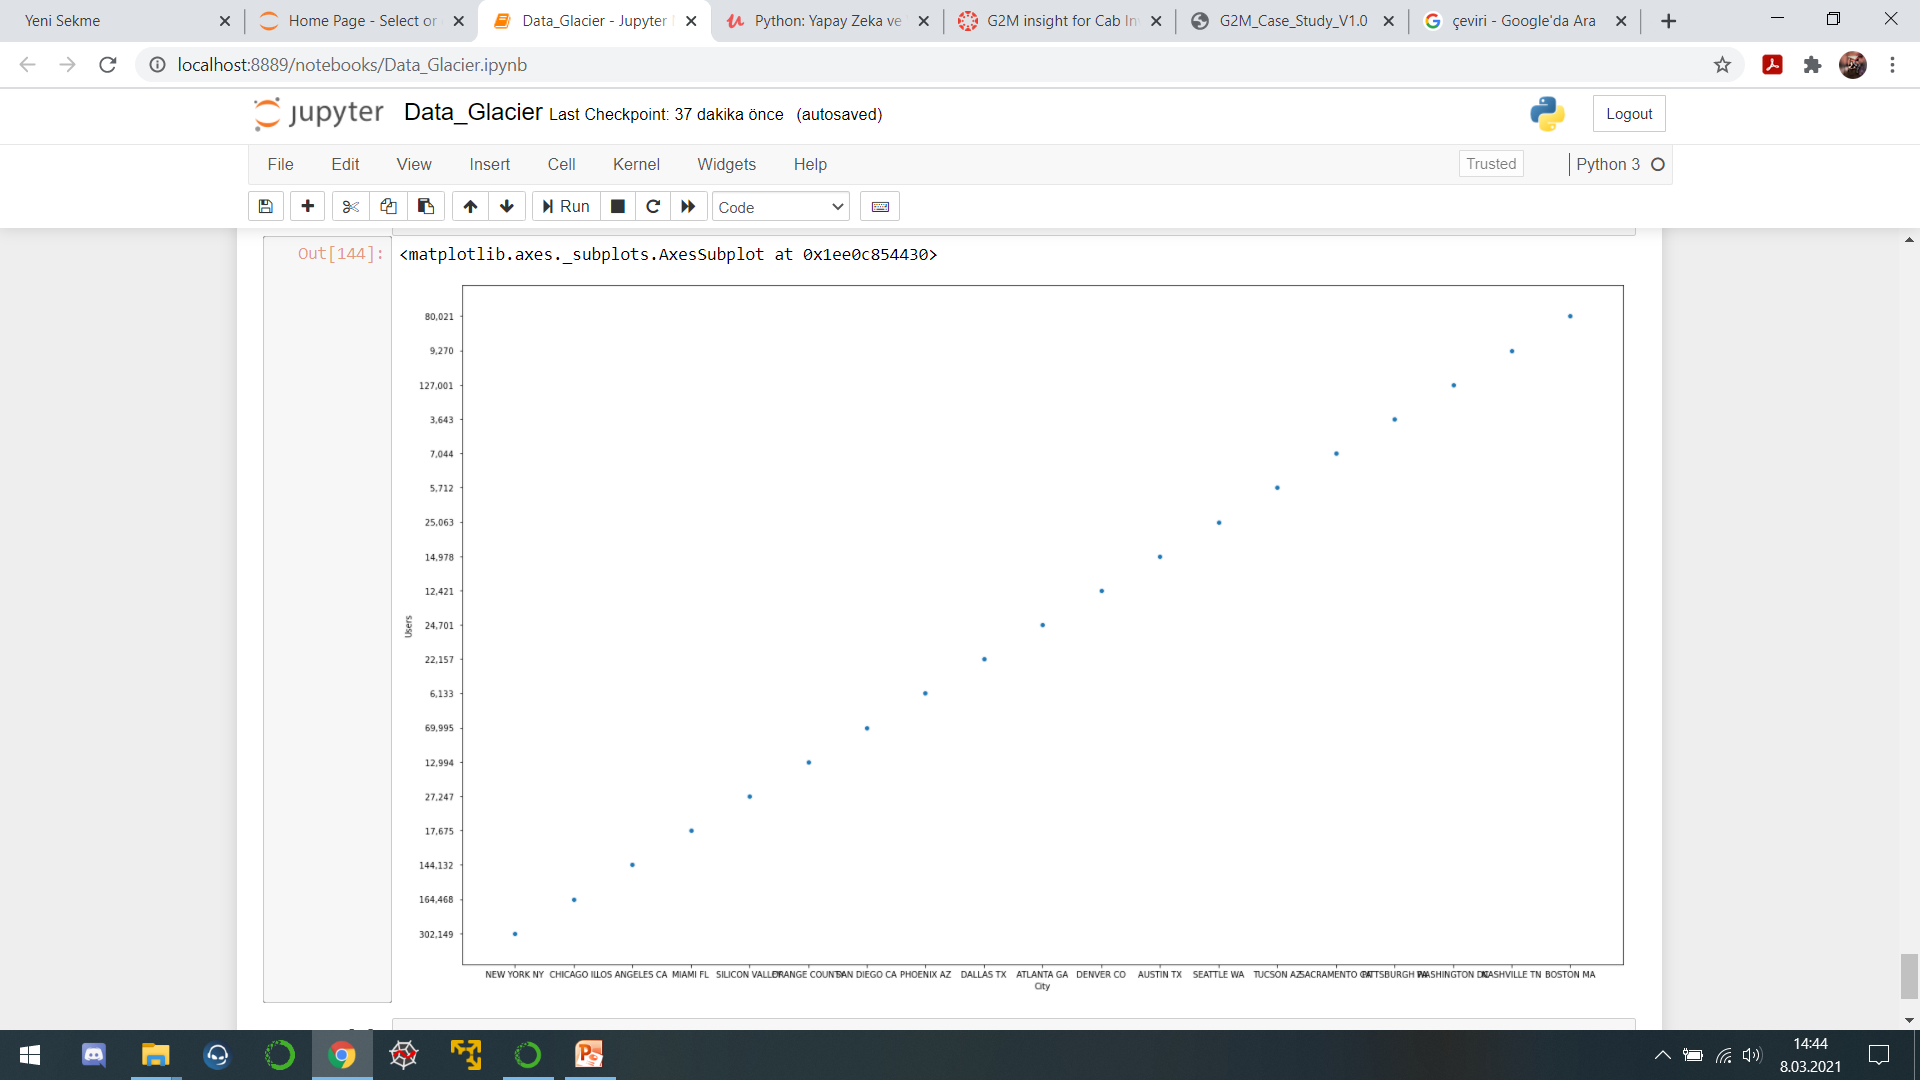 Yeni Sekme
Home Page - Select or
Data_Glacier - Jupyter
Python: Yapay Zeka ve
G2M insight for Cab In
G2M_Case_Study_V1.0
çeviri - Google'da Ara
localhost:8889/notebooks/Data_Glacier.ipynb
jupyter Data_Glacier Last Checkpoint: 37 dakika önce (autosaved)
Logout
File Edit View Insert Cell Kernel Widgets Help
Trusted
Python 3
Run
Code
Out[144]: <matplotlib.axes._subplots.AxesSubplot at 0x1ee0c854430>
80,021
9,270
127,001
3,643
7,044
5,712
25,063
14,978
12,421
24,701
Users
22,157
6,133
69,995
12,994
27,247
17,675
144,132
164,468
302,149
NEW YORK NY CHICAGO IL LOS ANGELES CA MIAMI FL SILICON VALLEY ORANGE COUNTY SAN DIEGO CA PHOENIX AZ DALLAS TX ATLANTA GA DENVER CO AUSTIN TX SEATTLE WA TUCSON AZ SACRAMENTO CA PITTSBURGH PA WASHINGTON DC NASHVILLE TN BOSTON MA
City
14:44
8.03.2021